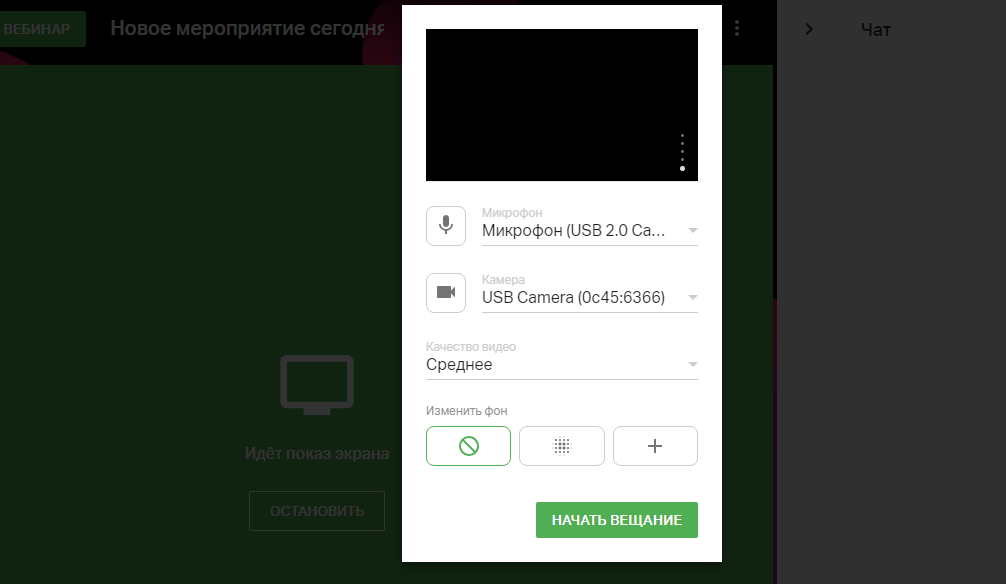 ВЕБИНАР
Новое мероприятие сегодня
Чат
Микрофон
Микрофон (USB 2.0 Ca...
Камера
USB Camera (0c45:6366)
Качество видео
Среднее
Изменить фон
Идёт показ экрана
ОСТАНОВИТЬ
НАЧАТЬ ВЕЩАНИЕ